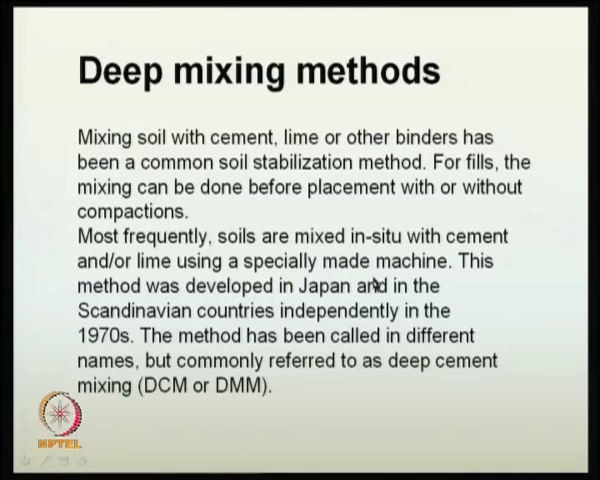 Deep mixing methods
Mixing soil with cement, lime or other binders has
been a common soil stabilization method. For fills, the
mixing can be done before placement with or without
compactions.
Most frequently, soils are mixed in-situ with cement
and/or lime using a specially made machine. This
method was developed in Japan and in the
Scandinavian countries independently in the
1970s. The method has been called in different
names, but commonly referred to as deep cement
mixing (DCM or DMM).
NPTEL